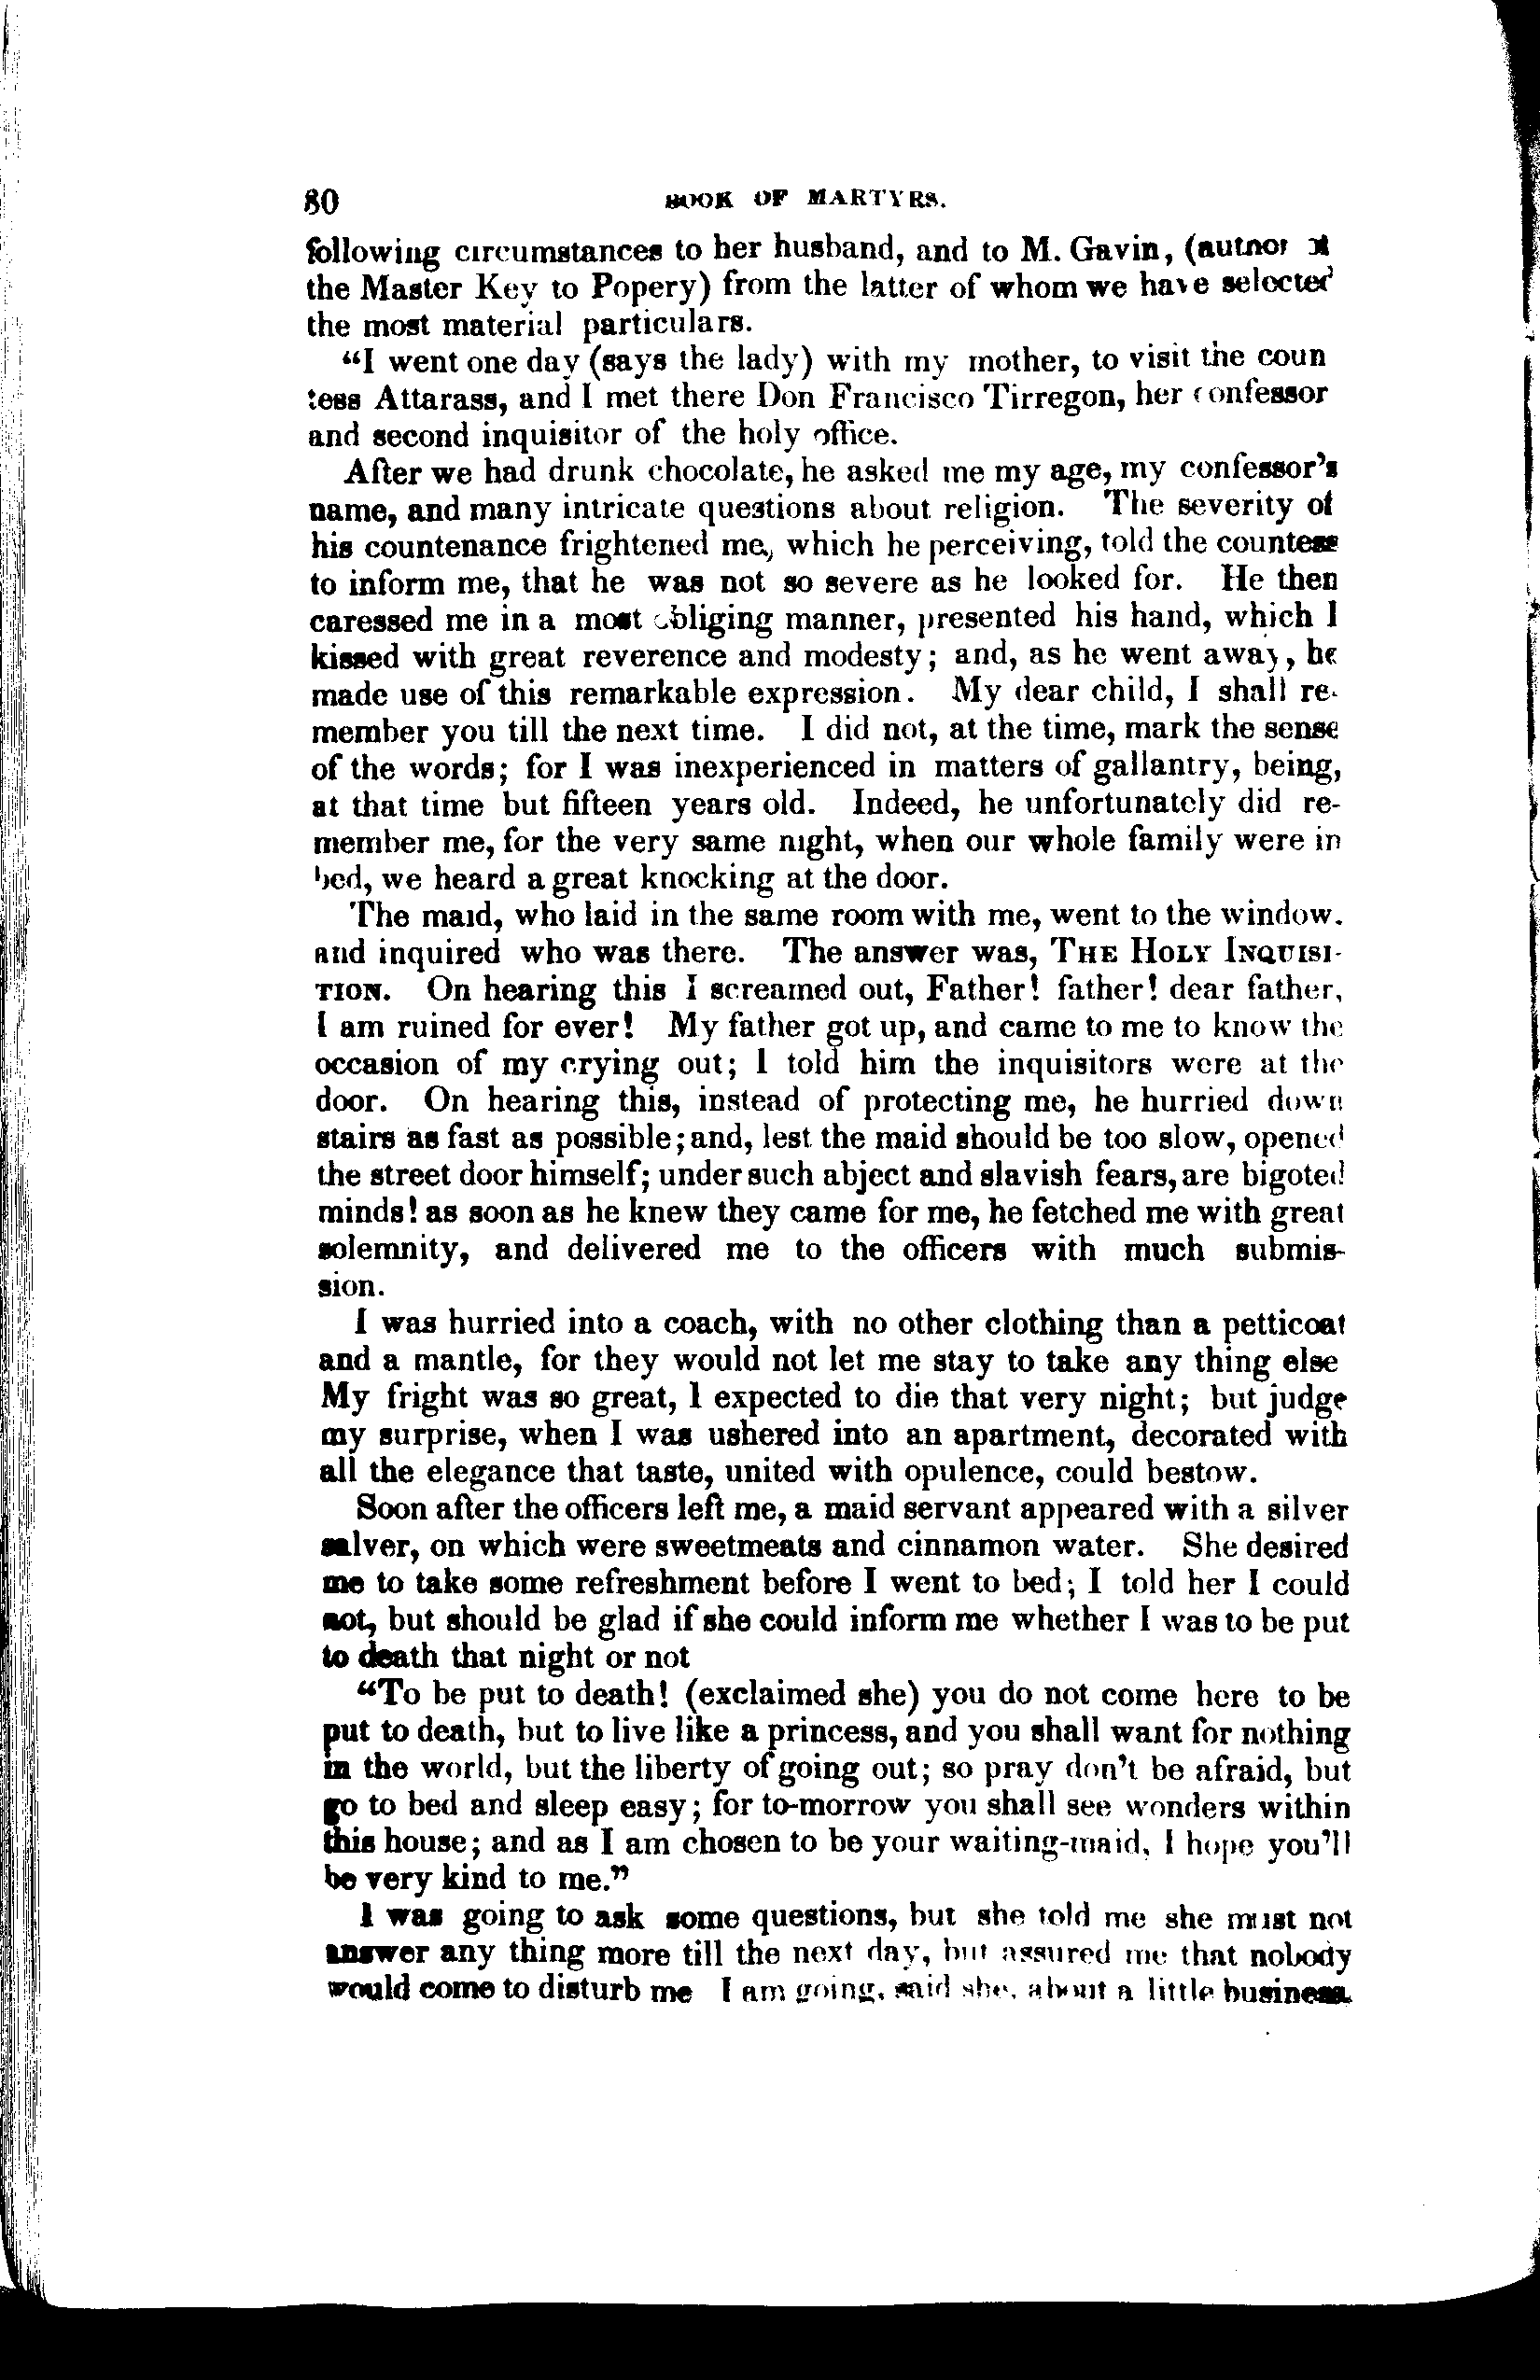 80 BOOK OF MARTYRS.
following circumstances to her husband, and to M. Gavin, (author of
the Master Key to Popery) from the latter of whom we have selected
the most material particulars.
"I went one day (says the lady) with my mother, to visit the coun
tess Attarass, and I met there Don Francisco Tirregon, her confessor
and second inquisitor of the holy office.
After we had drunk chocolate, he asked me my age, my confessor's
name, and many intricate questions about religion. The severity of
his countenance frightened me, which he perceiving, told the countess
to inform me, that he was not so severe as he looked for. He then
caressed me in a most obliging manner, presented his hand, which I
kissed with great reverence and modesty; and, as he went away, he
made use of this remarkable expression. My dear child, I shall re-
member you till the next time. I did not, at the time, mark the sense
of the words; for I was inexperienced in matters of gallantry, being,
at that time but fifteen years old. Indeed, he unfortunately did re-
member me, for the very same night, when our whole family were in
bed, we heard a great knocking at the door.
The maid, who laid in the same room with me, went to the window.
and inquired who was there. The answer was, THE HOLY INQUISI-
TION. On hearing this I screamed out, Father! father! dear father,
I am ruined for ever! My father got up, and came to me to know the
occasion of my crying out; I told him the inquisitors were at the
door. On hearing this, instead of protecting me, he hurried down
stairs as fast as possible; and, lest the maid should be too slow, opened
the street door himself; under such abject and slavish fears, are bigoted
minds! as soon as he knew they came for me, he fetched me with great
solemnity, and delivered me to the officers with much submis-
sion.
I was hurried into a coach, with no other clothing than a petticoat
and a mantle, for they would not let me stay to take any thing else
My fright was so great, I expected to die that very night; but judge
my surprise, when I was ushered into an apartment, decorated with
all the elegance that taste, united with opulence, could bestow.
Soon after the officers left me, a maid servant appeared with a silver
salver, on which were sweetmeats and cinnamon water. She desired
me to take some refreshment before I went to bed; I told her I could
not, but should be glad if she could inform me whether I was to be put
to death that night or not
"To be put to death! (exclaimed she) you do not come here to be
put to death, but to live like a princess, and you shall want for nothing
in the world, but the liberty of going out; so pray don't be afraid, but
go to bed and sleep easy; for to-morrow you shall see wonders within
this house; and as I am chosen to be your waiting-maid, I hope you'll
be very kind to me."
I was going to ask some questions, but she told me she must not
answer any thing more till the next day, but assured me that nobody
would come to disturb me I am going, said she, about a little business.